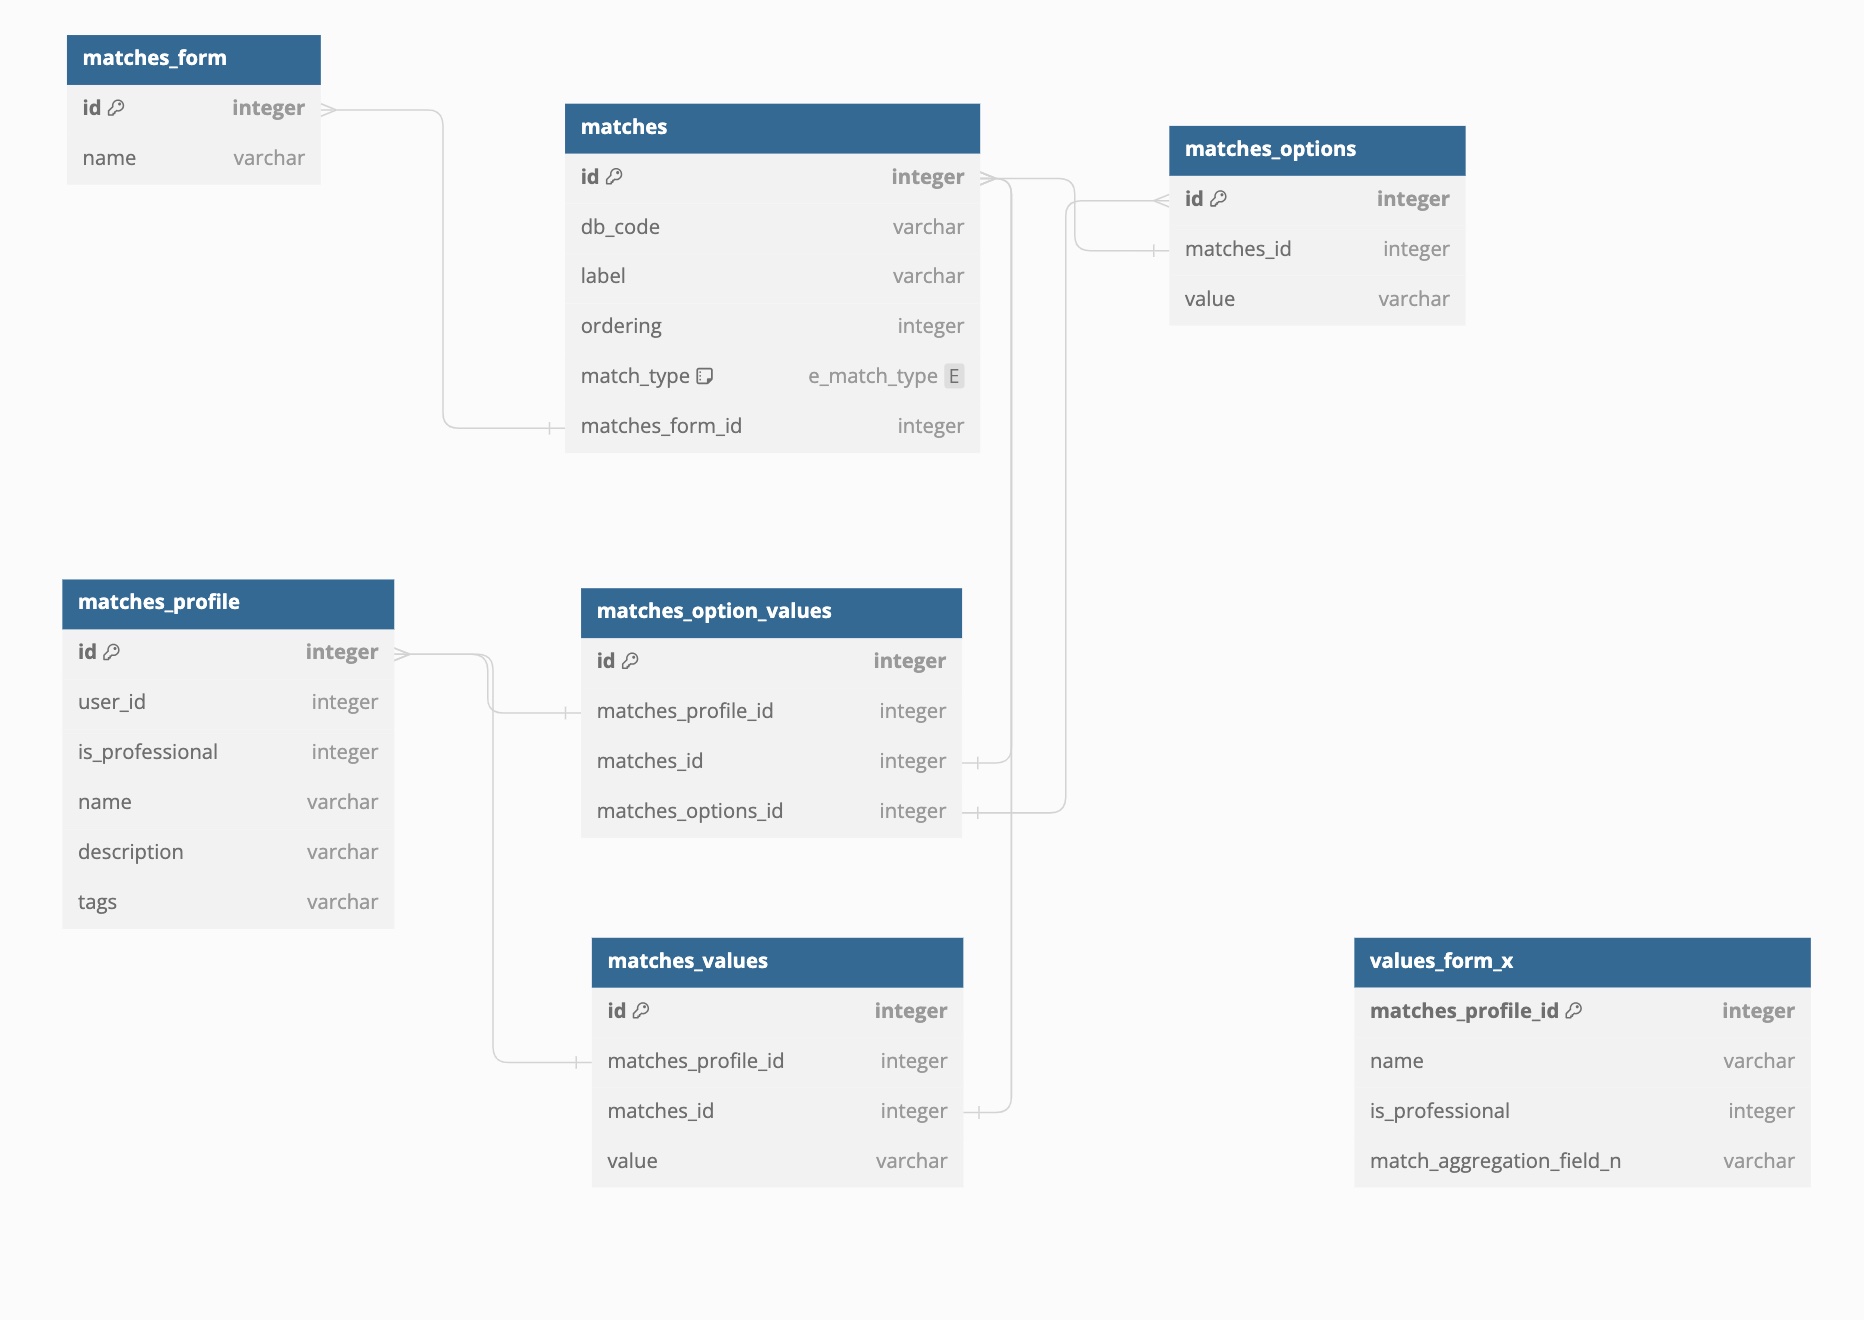 matches_form
id integer
name varchar
matches
id integer
db_code varchar
label varchar
ordering integer
match_type e_match_type E
matches_form_id integer
matches_options
id integer
matches_id integer
value varchar
matches_profile
id integer
user_id integer
is_professional integer
name varchar
description varchar
tags varchar
matches_option_values
id integer
matches_profile_id integer
matches_id integer
matches_options_id integer
matches_values
id integer
matches_profile_id integer
matches_id integer
value varchar
values_form_x
matches_profile_id integer
name varchar
is_professional integer
match_aggregation_field_n varchar